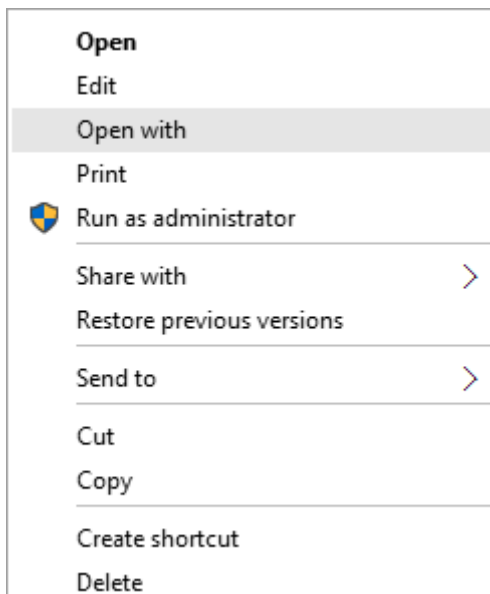 Open
Edit
Open with
Print
Run as administrator
Share with
Restore previous versions
Send to
Cut
Copy
Create shortcut
Delete